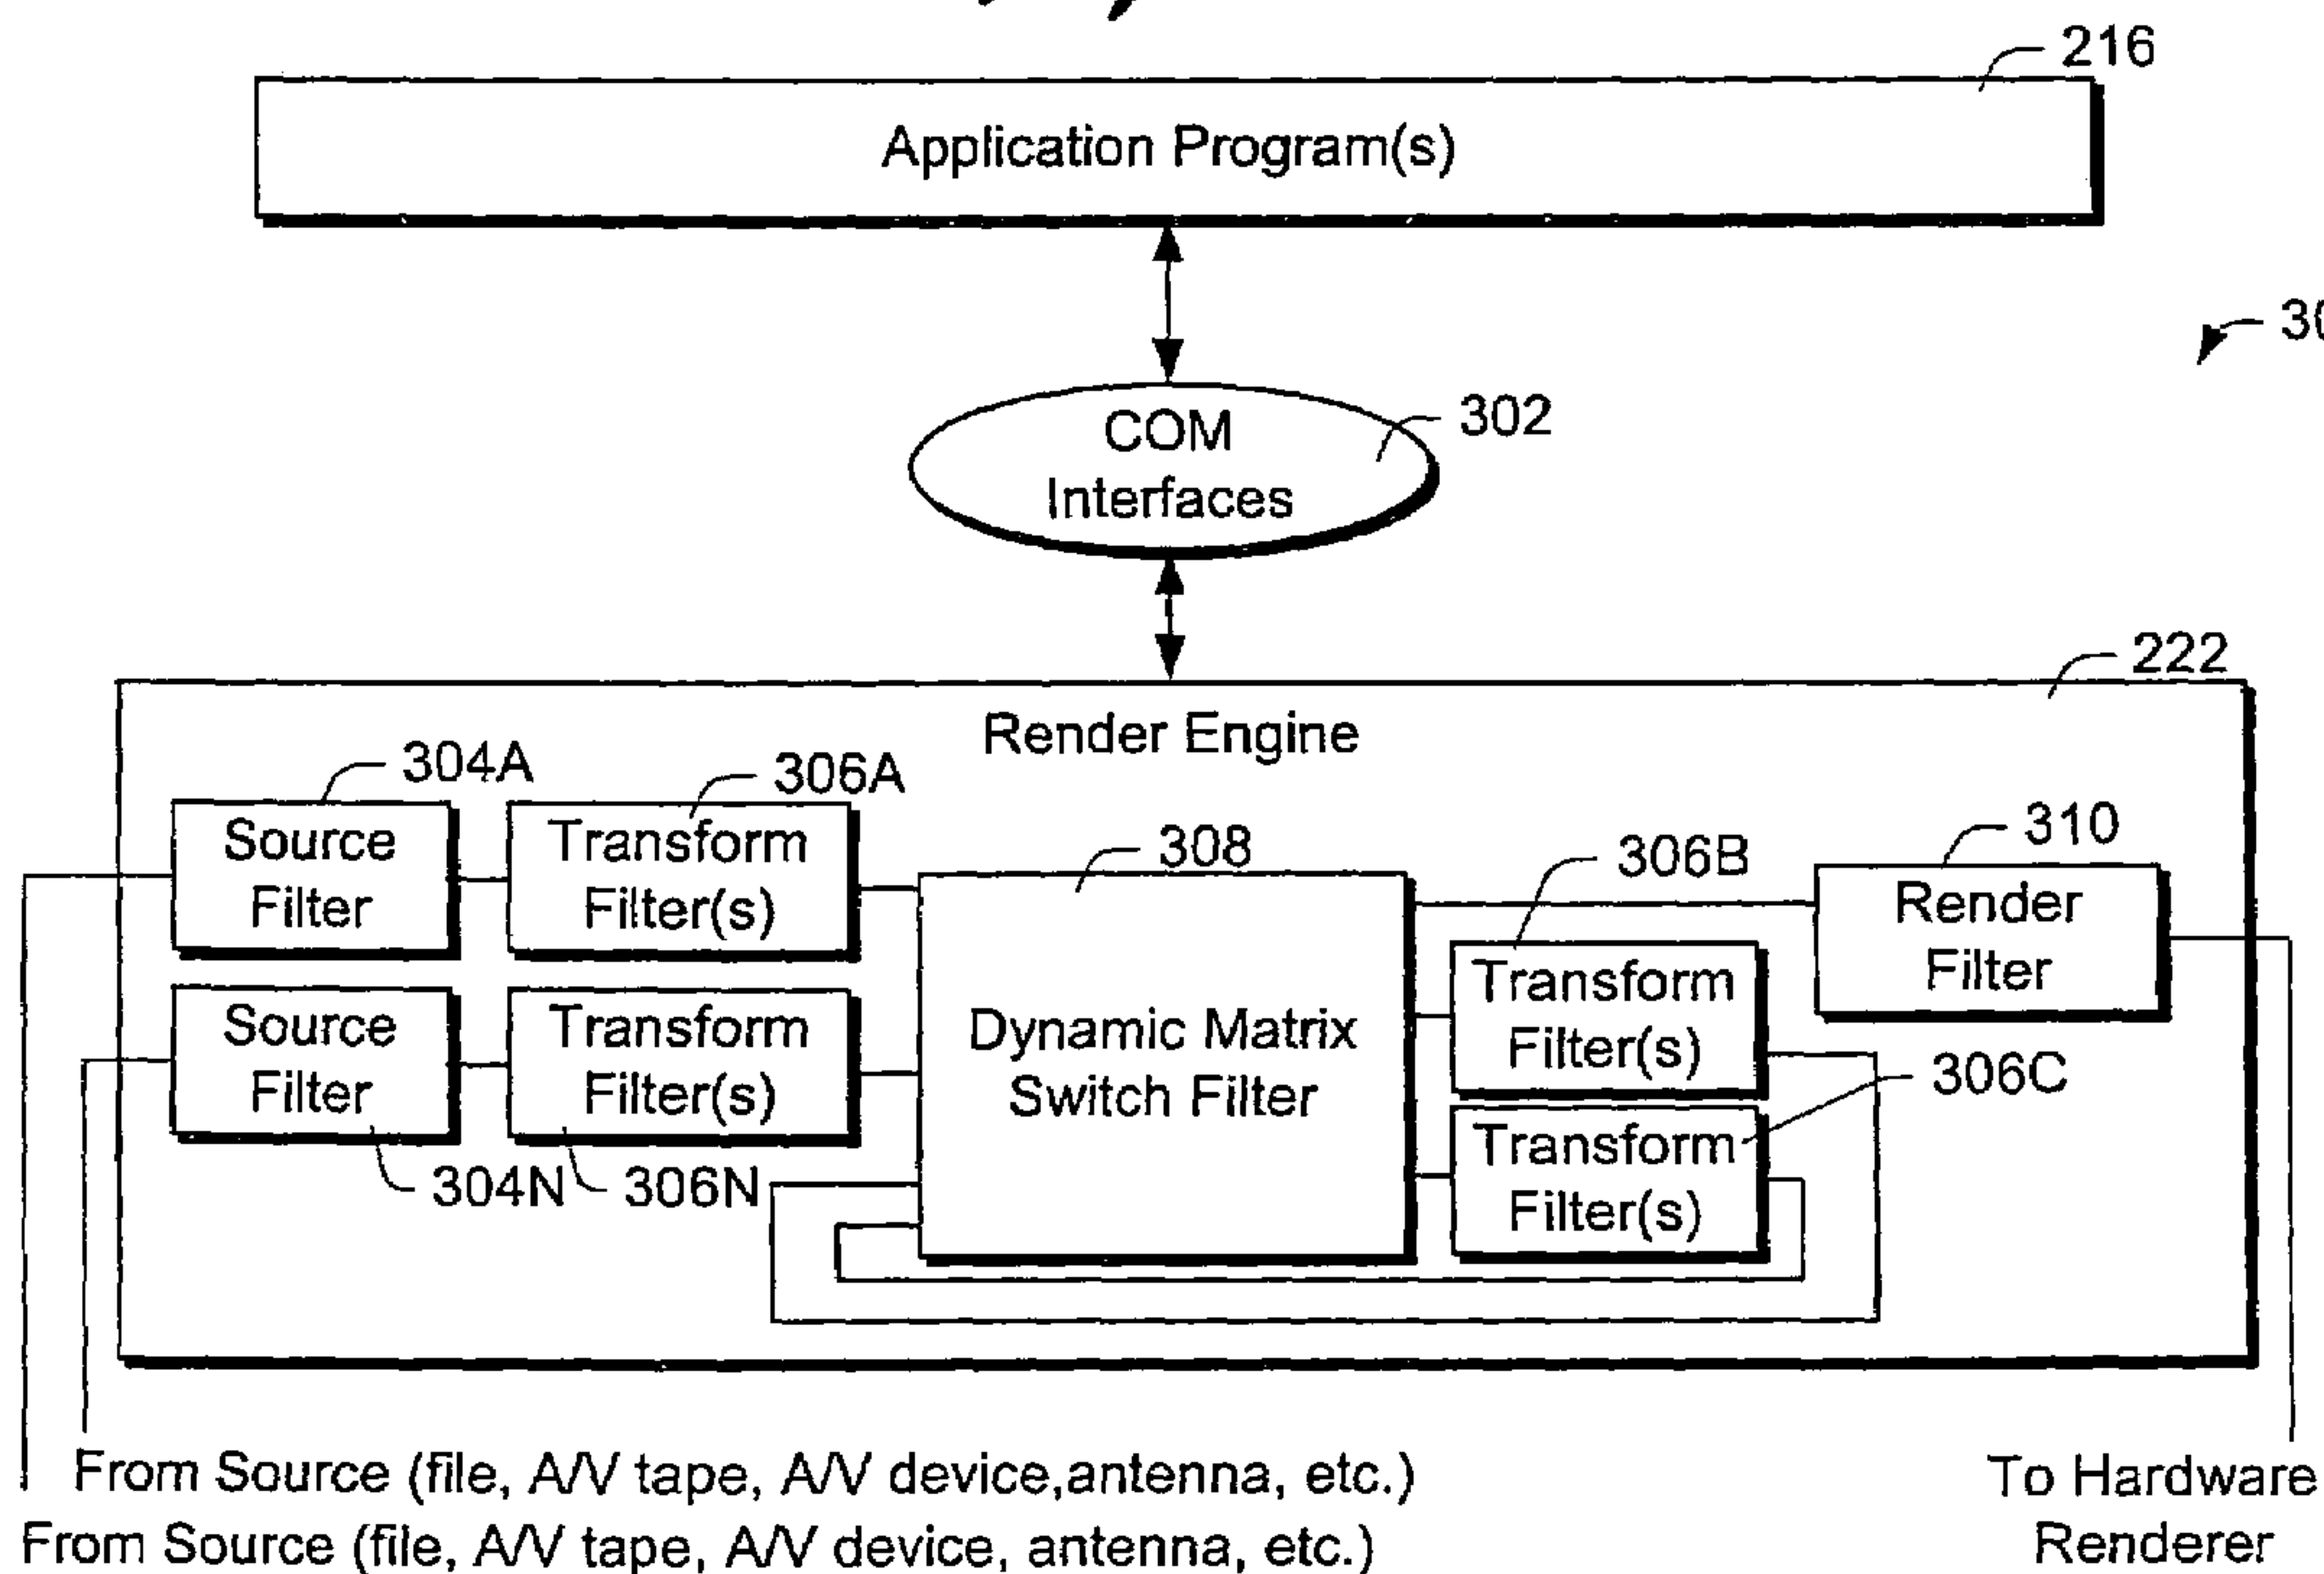 216
Application Program(s)
302
COM
Interfaces
222
Render Engine
304A
306A
Source
Filter
Transform
Filter(s)
308
306B
310
Render
Filter
Source
Filter
Transform
Filter(s)
Dynamic Matrix
Switch Filter
Transform
Filter(s)
306C
Transform
Filter(s)
304N
306N
From Source (file, A/V tape, A/V device,antenna, etc.)
From Source (file, A/V tape, A/V device, antenna, etc.)
To Hardware
Renderer